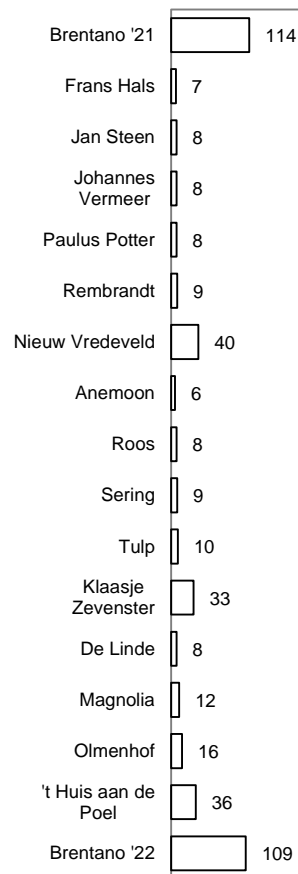 Brentano '21 114
Frans Hals 7
Jan Steen 8
Johannes
Vermeer 8
Paulus Potter 8
Rembrandt 9
Nieuw Vredeveld 40
Anemoon 6
Roos 8
Sering 9
Tulp 10
Klaasje
Zevenster 33
De Linde 8
Magnolia 12
Olmenhof 16
't Huis aan de
Poel 36
Brentano '22 109